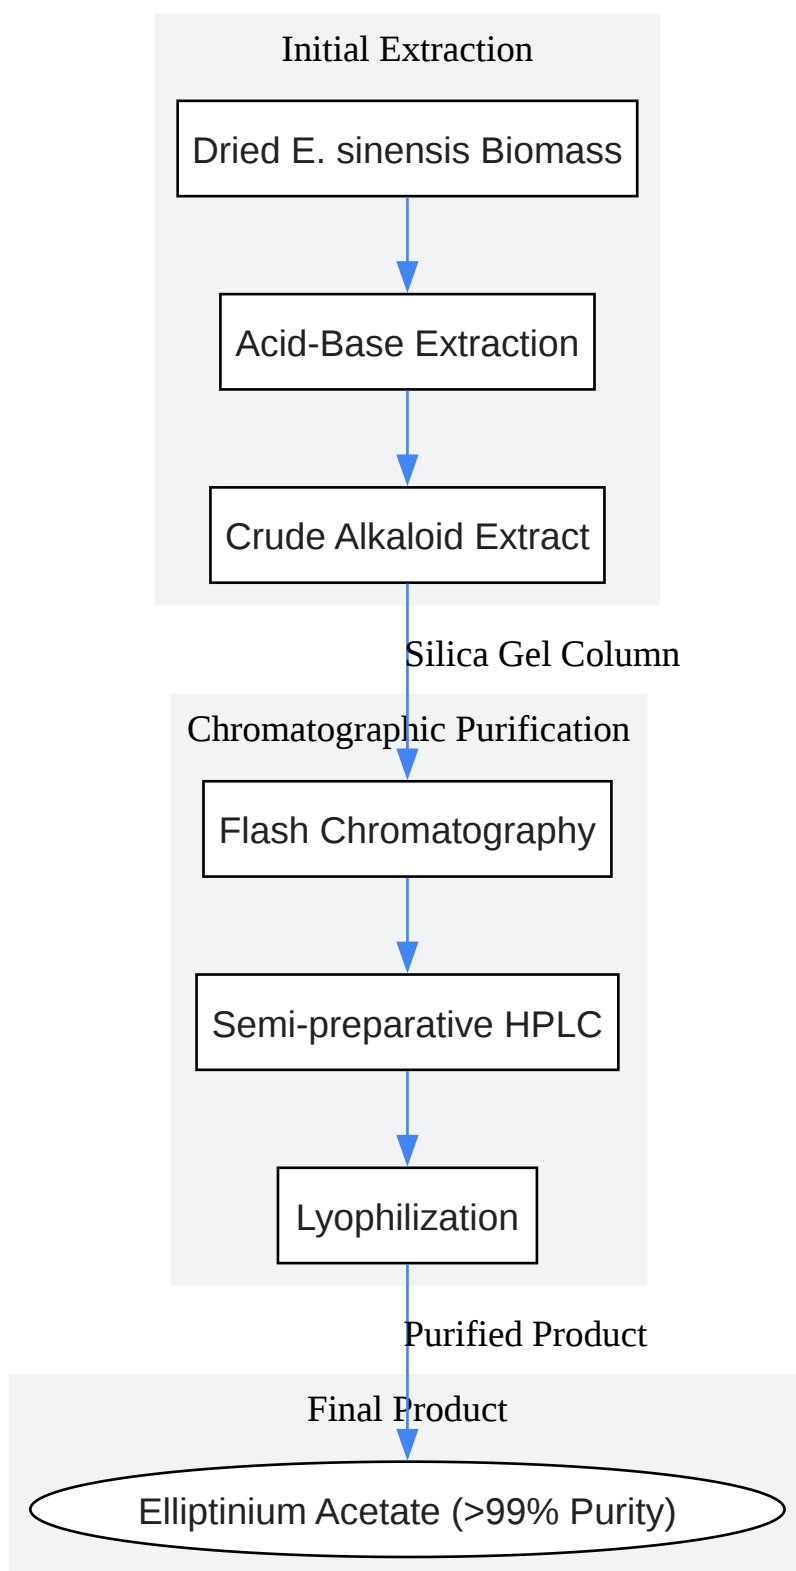 Initial Extraction
Dried E. sinensis Biomass
Acid-Base Extraction
Crude Alkaloid Extract
Silica Gel Column
Chromatographic Purification
Flash Chromatography
Semi-preparative HPLC
Lyophilization
Purified Product
Final Product
Elliptinium Acetate (>99% Purity)